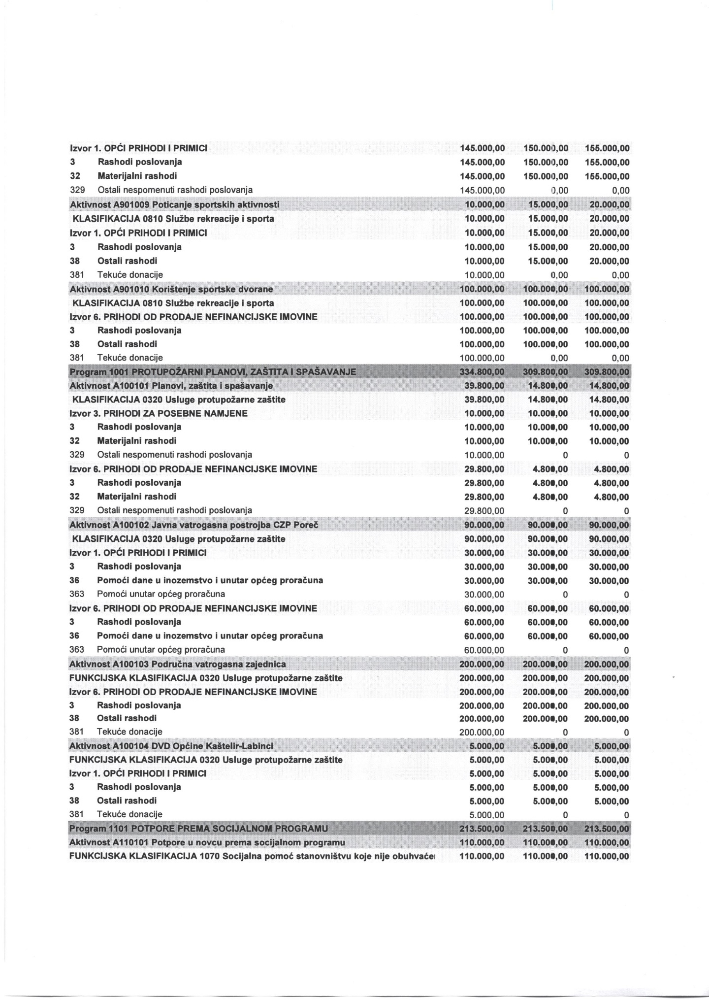 Izvor 1. OPĆI PRIHODI I PRIMICI 145.000,00 150.000,00 155.000,00
3 Rashodi poslovanja 145.000,00 150.000,00 155.000,00
32 Materijalni rashodi 145.000,00 150.000,00 155.000,00
329 Ostali nespomenuti rashodi poslovanja 145.000,00 0,00 0,00
Aktivnost A901009 Poticanje sportskih aktivnosti 10.000,00 15.000,00 20.000,00
KLASIFIKACIJA 0810 Službe rekreacije i sporta 10.000,00 15.000,00 20.000,00
Izvor 1. OPĆI PRIHODI I PRIMICI 10.000,00 15.000,00 20.000,00
3 Rashodi poslovanja 10.000,00 15.000,00 20.000,00
38 Ostali rashodi 10.000,00 15.000,00 20.000,00
381 Tekuće donacije 10.000,00 0,00 0,00
Aktivnost A901010 Korištenje sportske dvorane 100.000,00 100.000,00 100.000,00
KLASIFIKACIJA 0810 Službe rekreacije i sporta 100.000,00 100.000,00 100.000,00
Izvor 6. PRIHODI OD PRODAJE NEFINANCIJSKE IMOVINE 100.000,00 100.000,00 100.000,00
3 Rashodi poslovanja 100.000,00 100.000,00 100.000,00
38 Ostali rashodi 100.000,00 100.000,00 100.000,00
381 Tekuće donacije 100.000,00 0,00 0,00
Program 1001 PROTUPOŽARNI PLANOVI, ZAŠTITA I SPAŠAVANJE 334.800,00 309.800,00 309.800,00
Aktivnost A100101 Planovi, zaštita i spašavanje 39.800,00 14.800,00 14.800,00
KLASIFIKACIJA 0320 Usluge protupožarne zaštite 39.800,00 14.800,00 14.800,00
Izvor 3. PRIHODI ZA POSEBNE NAMJENE 10.000,00 10.000,00 10.000,00
3 Rashodi poslovanja 10.000,00 10.000,00 10.000,00
32 Materijalni rashodi 10.000,00 10.000,00 10.000,00
329 Ostali nespomenuti rashodi poslovanja 10.000,00 0 0
Izvor 6. PRIHODI OD PRODAJE NEFINANCIJSKE IMOVINE 29.800,00 4.800,00 4.800,00
3 Rashodi poslovanja 29.800,00 4.800,00 4.800,00
32 Materijalni rashodi 29.800,00 4.800,00 4.800,00
329 Ostali nespomenuti rashodi poslovanja 29.800,00 0 0
Aktivnost A100102 Javna vatrogasna postrojba CZP Poreč 90.000,00 90.000,00 90.000,00
KLASIFIKACIJA 0320 Usluge protupožarne zaštite 90.000,00 90.000,00 90.000,00
Izvor 1. OPĆI PRIHODI I PRIMICI 30.000,00 30.000,00 30.000,00
3 Rashodi poslovanja 30.000,00 30.000,00 30.000,00
36 Pomoći dane u inozemstvo i unutar općeg proračuna 30.000,00 30.000,00 30.000,00
363 Pomoći unutar općeg proračuna 30.000,00 0 0
Izvor 6. PRIHODI OD PRODAJE NEFINANCIJSKE IMOVINE 60.000,00 60.000,00 60.000,00
3 Rashodi poslovanja 60.000,00 60.000,00 60.000,00
36 Pomoći dane u inozemstvo i unutar općeg proračuna 60.000,00 60.000,00 60.000,00
363 Pomoći unutar općeg proračuna 60.000,00 0 0
Aktivnost A100103 Područna vatrogasna zajednica 200.000,00 200.000,00 200.000,00
FUNKCIJSKA KLASIFIKACIJA 0320 Usluge protupožarne zaštite 200.000,00 200.000,00 200.000,00
Izvor 6. PRIHODI OD PRODAJE NEFINANCIJSKE IMOVINE 200.000,00 200.000,00 200.000,00
3 Rashodi poslovanja 200.000,00 200.000,00 200.000,00
38 Ostali rashodi 200.000,00 200.000,00 200.000,00
381 Tekuće donacije 200.000,00 0 0
Aktivnost A100104 DVD Općine Kaštelir-Labinci 5.000,00 5.000,00 5.000,00
FUNKCIJSKA KLASIFIKACIJA 0320 Usluge protupožarne zaštite 5.000,00 5.000,00 5.000,00
Izvor 1. OPĆI PRIHODI I PRIMICI 5.000,00 5.000,00 5.000,00
3 Rashodi poslovanja 5.000,00 5.000,00 5.000,00
38 Ostali rashodi 5.000,00 5.000,00 5.000,00
381 Tekuće donacije 5.000,00 0 0
Program 1101 POTPORE PREMA SOCIJALNOM PROGRAMU 213.500,00 213.500,00 213.500,00
Aktivnost A110101 Potpore u novcu prema socijalnom programu 110.000,00 110.000,00 110.000,00
FUNKCIJSKA KLASIFIKACIJA 1070 Socijalna pomoć stanovništvu koje nije obuhvaće 110.000,00 110.000,00 110.000,00